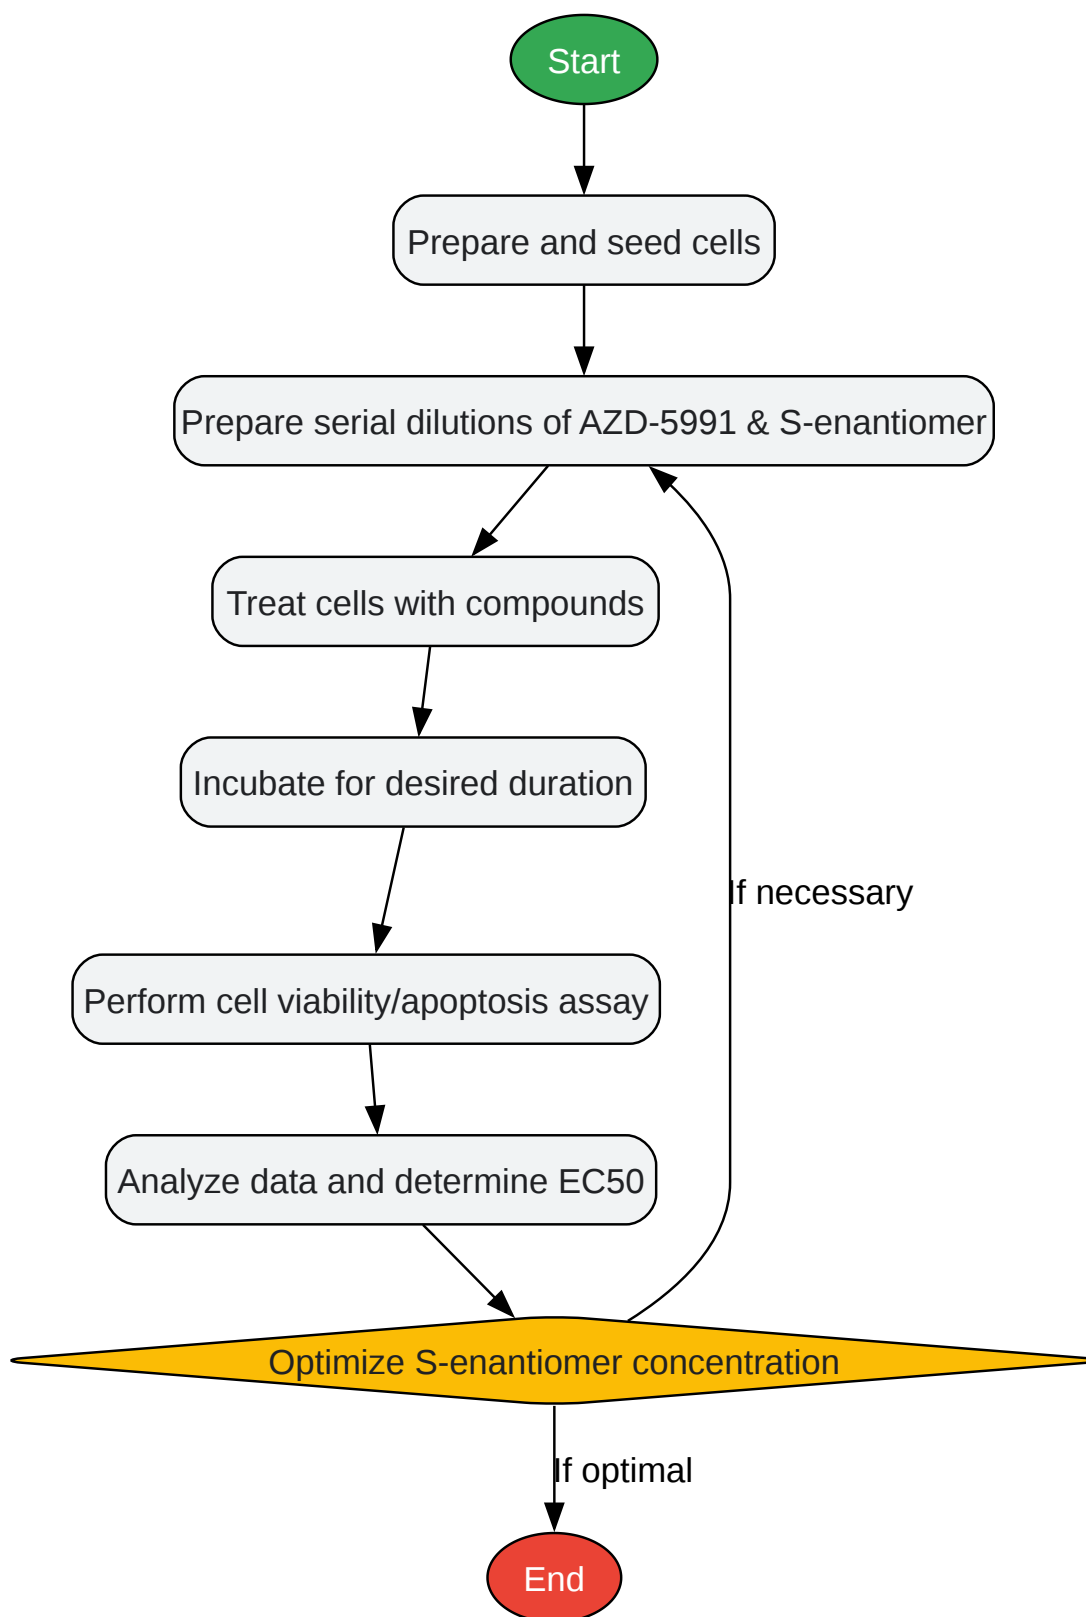 Start
Prepare and seed cells
Prepare serial dilutions of AZD-5991 & S-enantiomer
Treat cells with compounds
Incubate for desired duration
If necessary
Perform cell viability/apoptosis assay
Analyze data and determine EC50
Optimize S-enantiomer concentration
If optimal
End